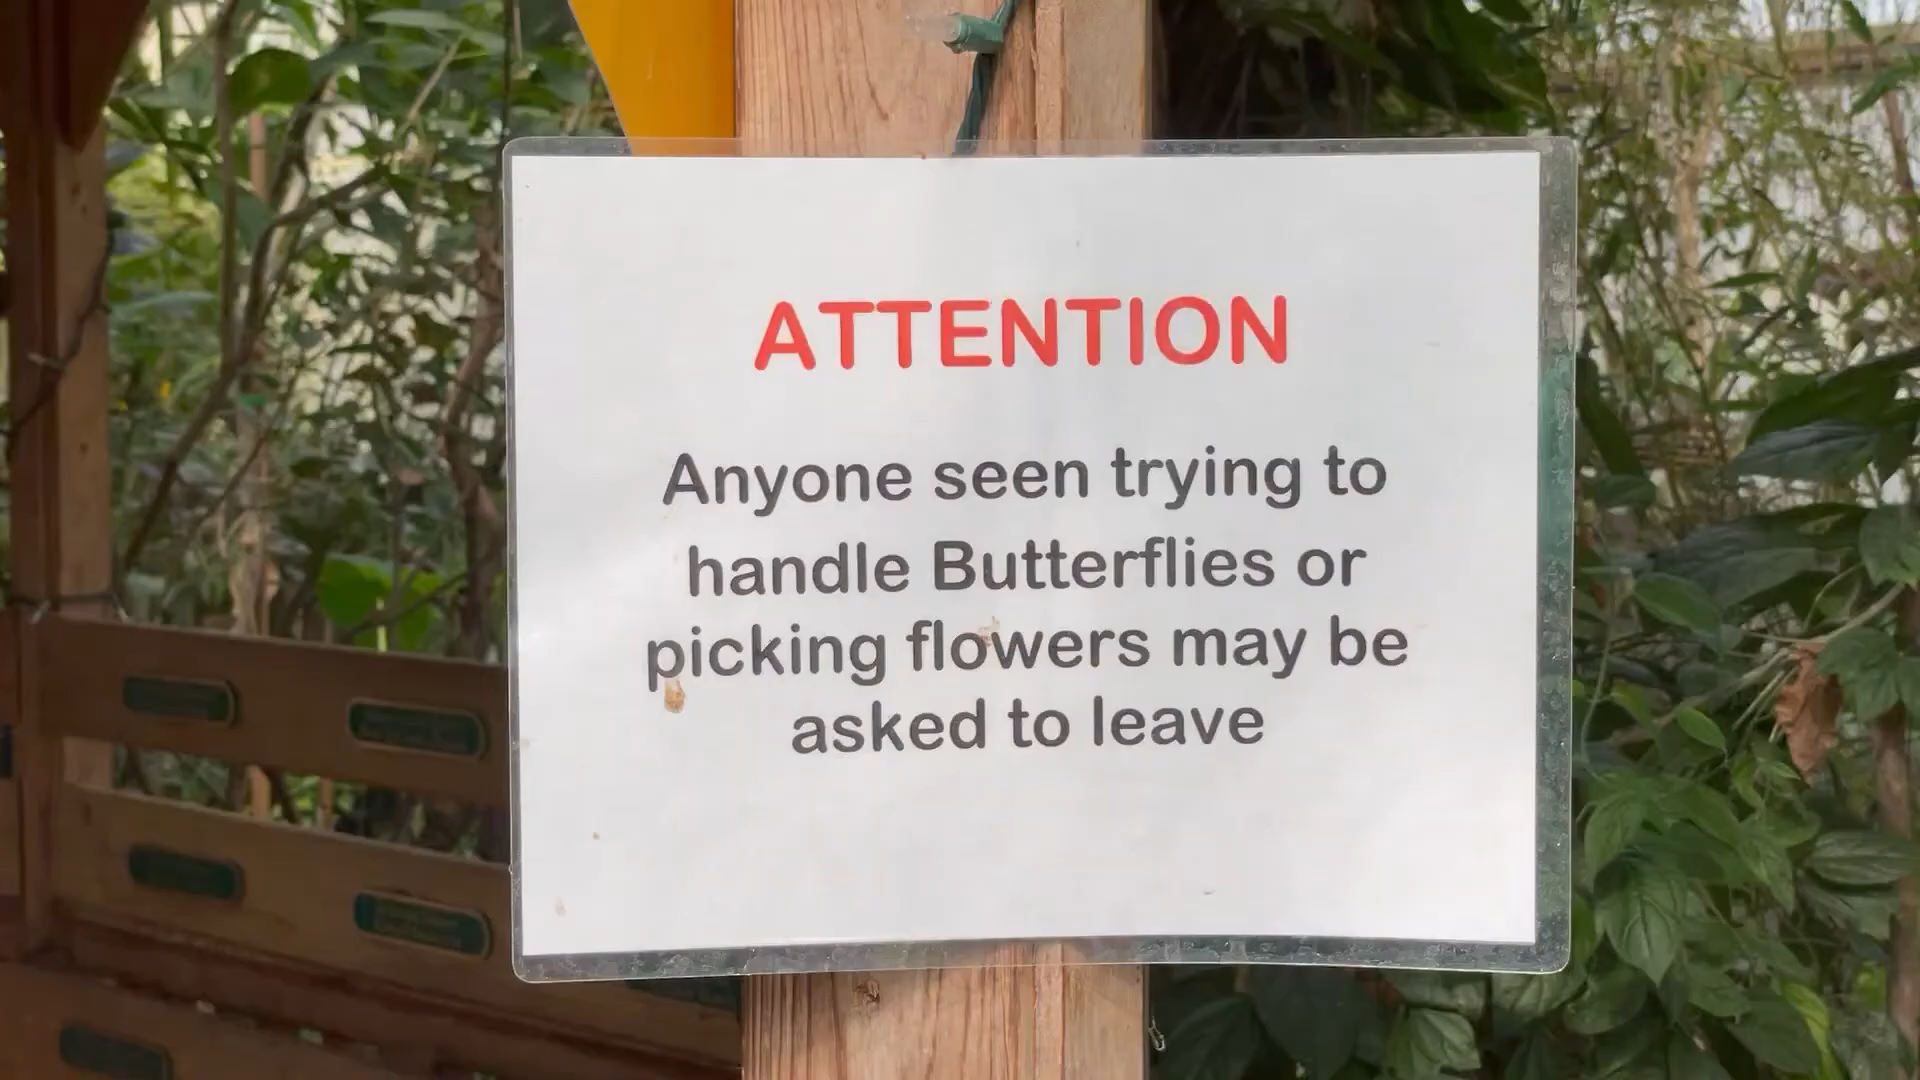 ATTENTION
Anyone seen trying to
handle Butterflies or
picking flowers may be
asked to leave